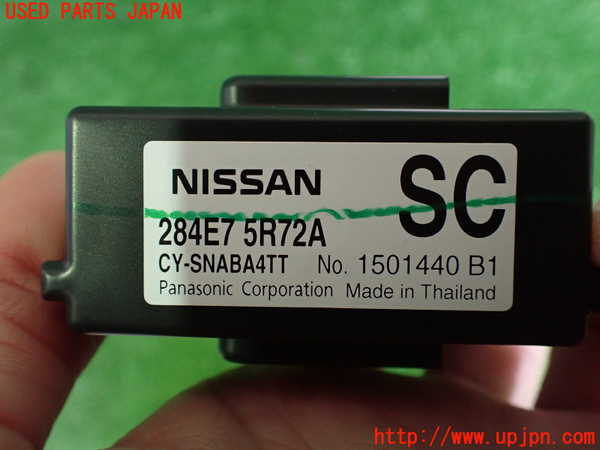 USED PARTS JAPAN
NISSAN SC
284E7 5R72A
CY-SNABA4TT No. 1501440 B1
Panasonic Corporation Made in Thailand
http://www.upjpn.com/